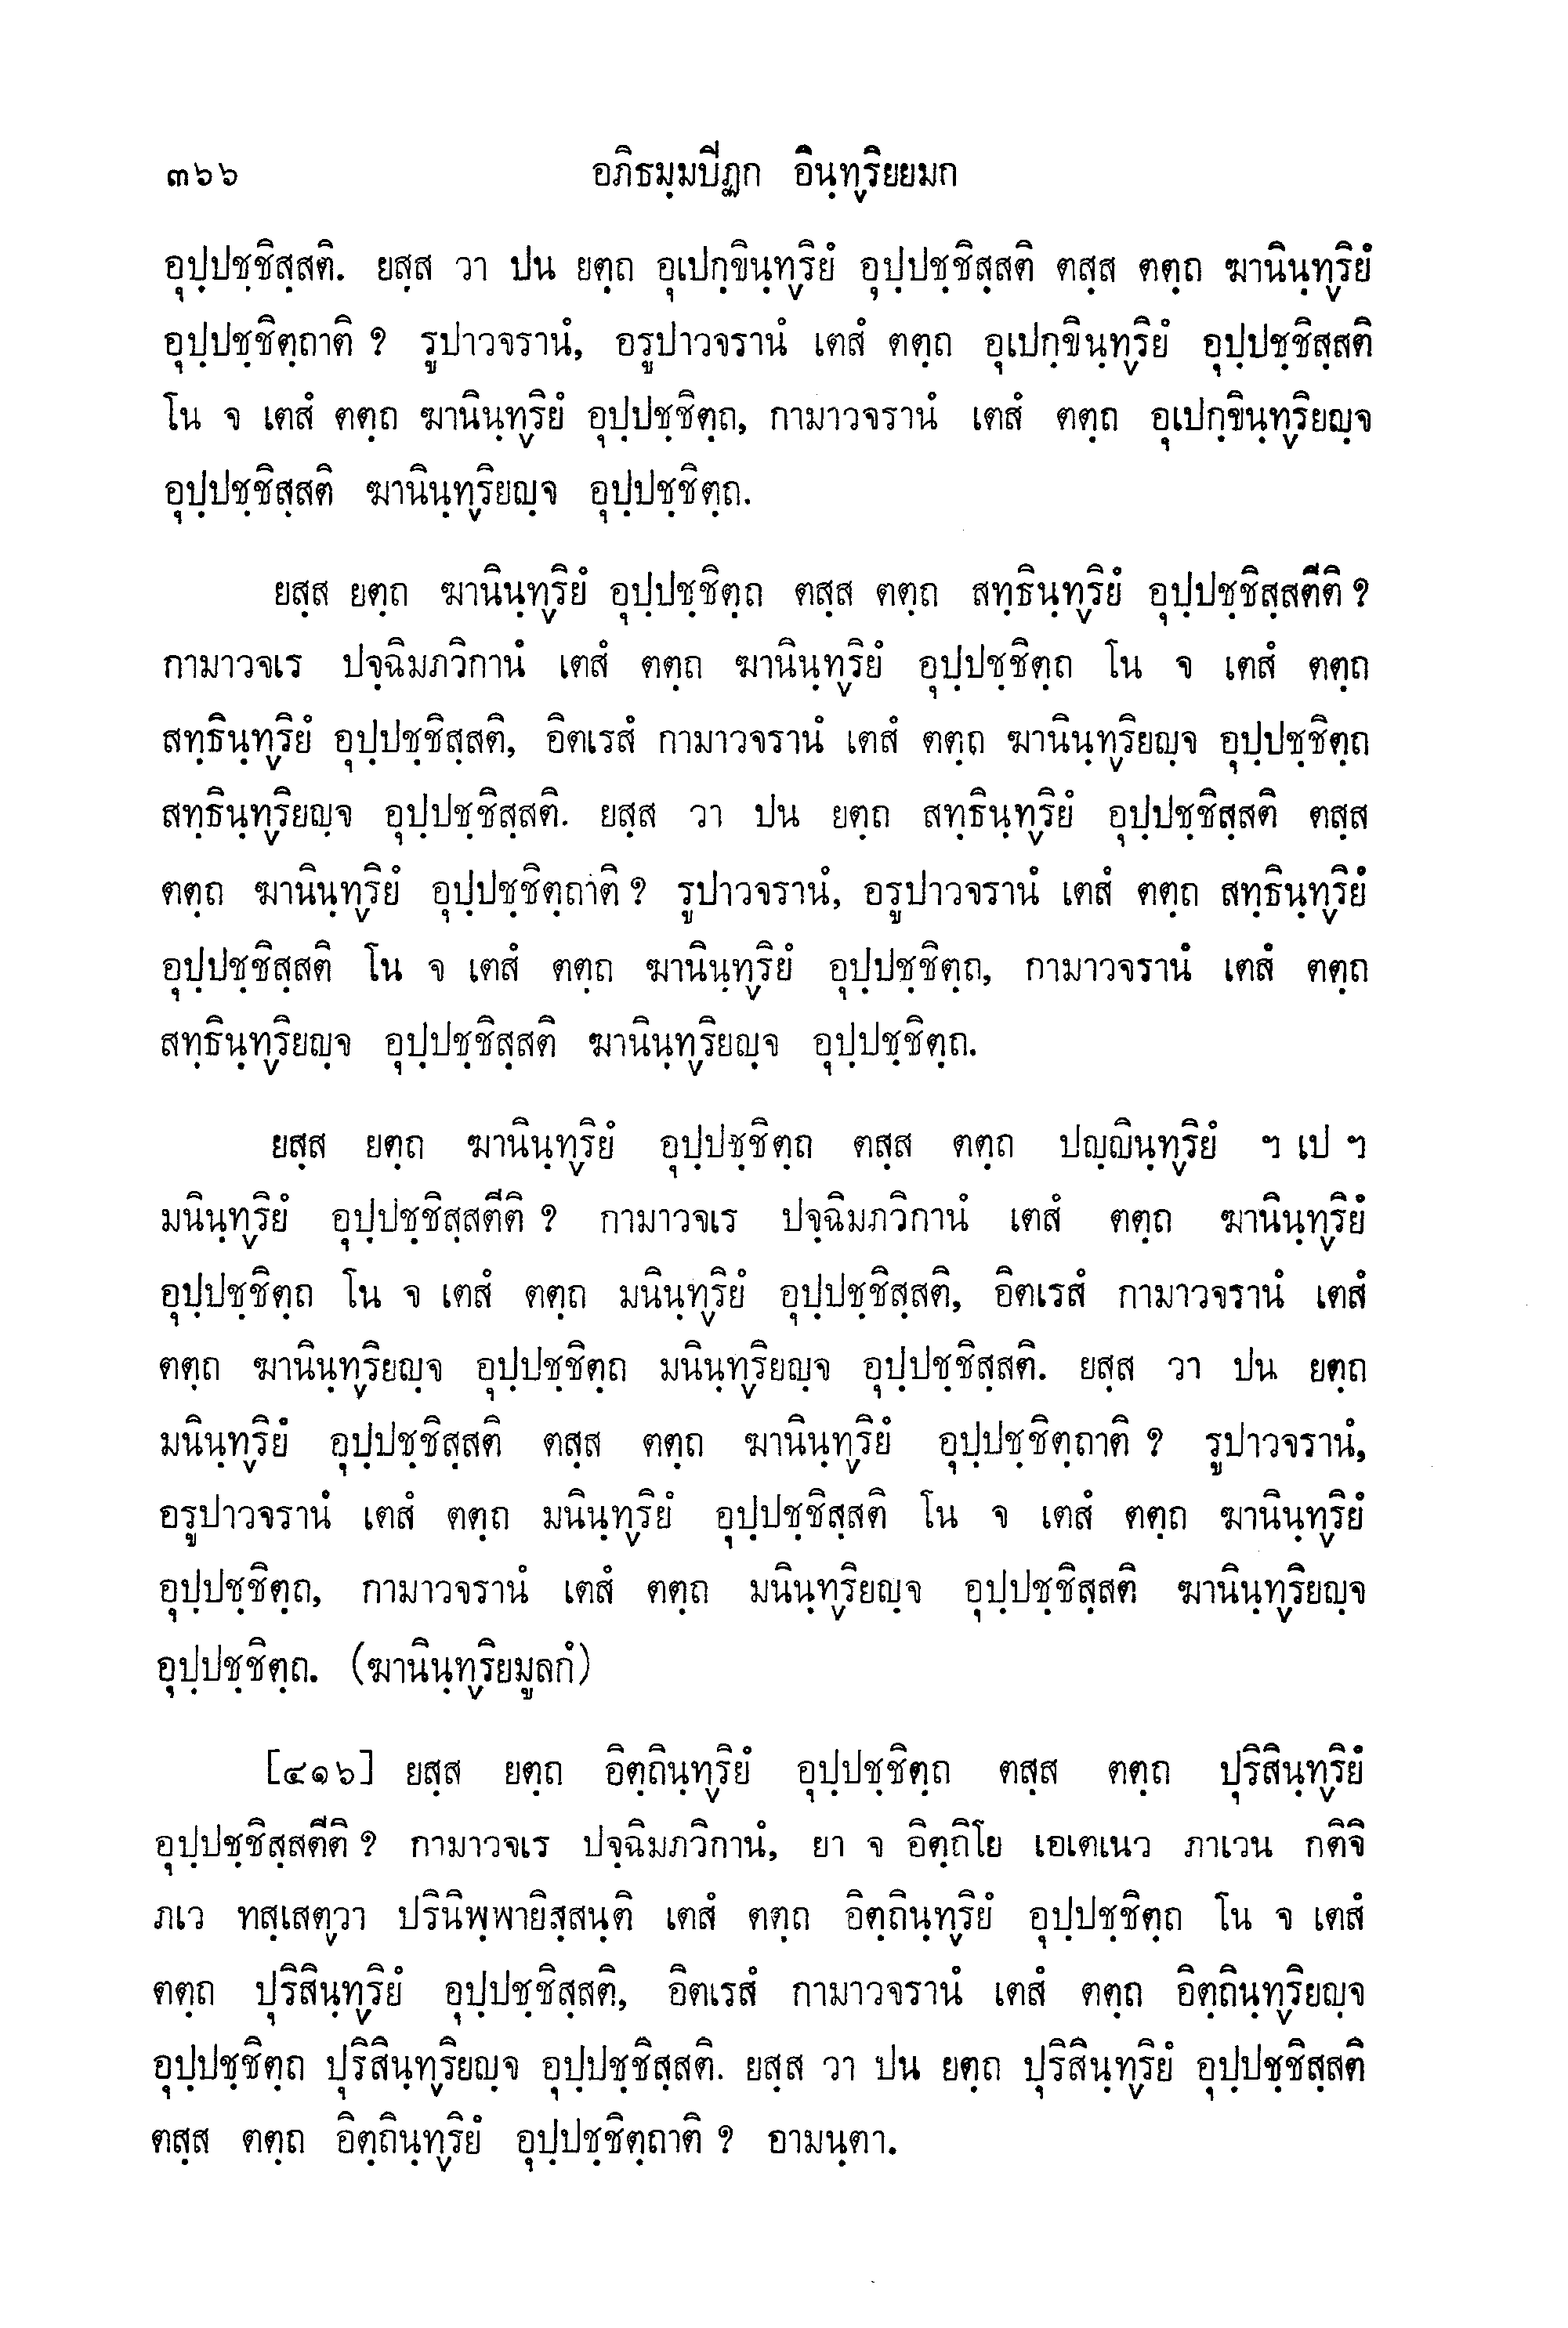 ๓๖๖ อภิธมฺมปีฏก อินฺทฺริยยมก
อุปฺปชฺชิสฺสติ. ยสฺส วา ปน ยตฺถ อุเปกฺขินฺทฺริยํ อุปฺปชฺชิสฺสติ ตสฺส ตตฺถ ฆานินฺทฺริยํ
อุปฺปชฺชิตฺถาติ ? รูปาวจรานํ, อรูปาวจรานํ เตสํ ตตฺถ อุเปกฺขินฺทฺริยํ อุปฺปชฺชิสฺสติ
โน จ เตสํ ตตฺถ ฆานินฺทฺริยํ อุปฺปชฺชิตฺถ, กามาวจรานํ เตสํ ตตฺถ อุเปกฺขินฺทฺริยญฺจ
อุปฺปชฺชิสฺสติ ฆานินฺทฺริยญฺจ อุปฺปชฺชิตฺถ.
ยสฺส ยตฺถ ฆานินฺทฺริยํ อุปฺปชฺชิตฺถ ตสฺส ตตฺถ สทฺธินฺทฺริยํ อุปฺปชฺชิสฺสตีติ ?
กามาวจเร ปจฺฉิมภวิกานํ เตสํ ตตฺถ ฆานินฺทฺริยํ อุปฺปชฺชิตฺถ โน จ เตสํ ตตฺถ
สทฺธินฺทฺริยํ อุปฺปชฺชิสฺสติ, อิตเรสํ กามาวจรานํ เตสํ ตตฺถ ฆานินฺทฺริยญฺจ อุปฺปชฺชิตฺถ
สทฺธินฺทฺริยญฺจ อุปฺปชฺชิสฺสติ. ยสฺส วา ปน ยตฺถ สทฺธินฺทฺริยํ อุปฺปชฺชิสฺสติ ตสฺส
ตตฺถ ฆานินฺทฺริยํ อุปฺปชฺชิตฺถาติ ? รูปาวจรานํ, อรูปาวจรานํ เตสํ ตตฺถ สทฺธินฺทฺริยํ
อุปฺปชฺชิสฺสติ โน จ เตสํ ตตฺถ ฆานินฺทฺริยํ อุปฺปชฺชิตฺถ, กามาวจรานํ เตสํ ตตฺถ
สทฺธินฺทฺริยญฺจ อุปฺปชฺชิสฺสติ ฆานินฺทฺริยญฺจ อุปฺปชฺชิตฺถ.
ยสฺส ยตฺถ ฆานินฺทฺริยํ อุปฺปชฺชิตฺถ ตสฺส ตตฺถ ปญฺญินฺทฺริยํ ฯ เป ฯ
มนินฺทฺริยํ อุปฺปชฺชิสฺสตีติ ? กามาวจเร ปจฺฉิมภวิกานํ เตสํ ตตฺถ ฆานินฺทฺริยํ
อุปฺปชฺชิตฺถ โน จ เตสํ ตตฺถ มนินฺทฺริยํ อุปฺปชฺชิสฺสติ, อิตเรสํ กามาวจรานํ เตสํ
ตตฺถ ฆานินฺทฺริยญฺจ อุปฺปชฺชิตฺถ มนินฺทฺริยญฺจ อุปฺปชฺชิสฺสติ. ยสฺส วา ปน ยตฺถ
มนินฺทฺริยํ อุปฺปชฺชิสฺสติ ตสฺส ตตฺถ ฆานินฺทฺริยํ อุปฺปชฺชิตฺถาติ ? รูปาวจรานํ,
อรูปาวจรานํ เตสํ ตตฺถ มนินฺทฺริยํ อุปฺปชฺชิสฺสติ โน จ เตสํ ตตฺถ ฆานินฺทฺริยํ
อุปฺปชฺชิตฺถ, กามาวจรานํ เตสํ ตตฺถ มนินฺทฺริยญฺจ อุปฺปชฺชิสฺสติ ฆานินฺทฺริยญฺจ
อุปฺปชฺชิตฺถ. (ฆานินฺทฺริยมูลกํ)
[๔๑๖] ยสฺส ยตฺถ อิตฺถินฺทฺริยํ อุปฺปชฺชิตฺถ ตสฺส ตตฺถ ปุริสินฺทฺริยํ
อุปฺปชฺชิสฺสตีติ ? กามาวจเร ปจฺฉิมภวิกานํ, ยา จ อิตฺถิโย เอเตเนว ภาเวน กติจิ
ภเว ทสฺเสตฺวา ปรินิพฺพายิสฺสนฺติ เตสํ ตตฺถ อิตฺถินฺทฺริยํ อุปฺปชฺชิตฺถ โน จ เตสํ
ตตฺถ ปุริสินฺทฺริยํ อุปฺปชฺชิสฺสติ, อิตเรสํ กามาวจรานํ เตสํ ตตฺถ อิตฺถินฺทฺริยญฺจ
อุปฺปชฺชิตฺถ ปุริสินฺทฺริยญฺจ อุปฺปชฺชิสฺสติ. ยสฺส วา ปน ยตฺถ ปุริสินฺทฺริยํ อุปฺปชฺชิสฺสติ
ตสฺส ตตฺถ อิตฺถินฺทฺริยํ อุปฺปชฺชิตฺถาติ ? อามนฺตา.